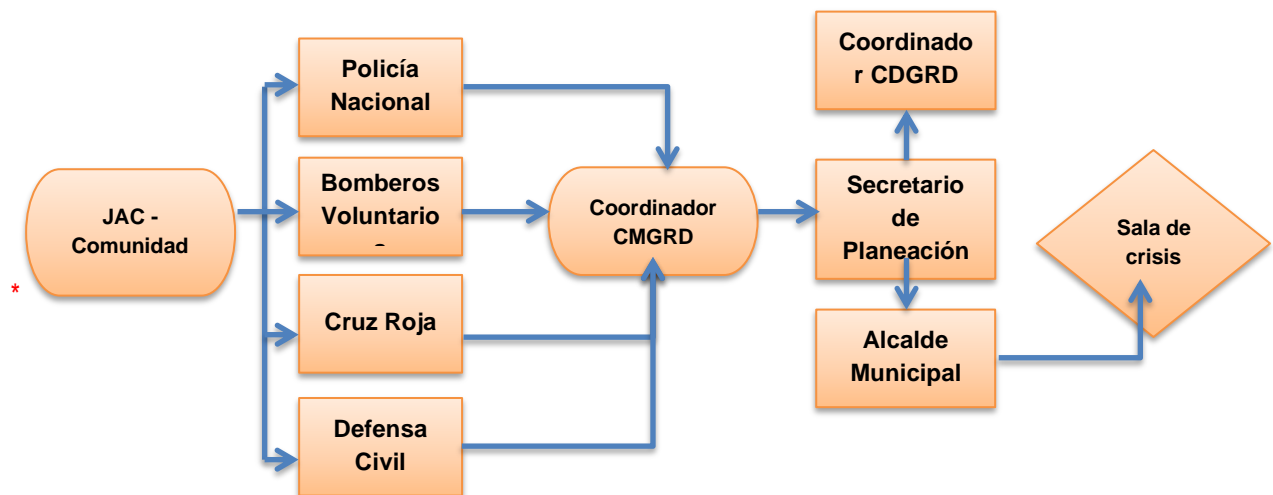 Policía
Nacional
Bomberos
Voluntario
Cruz Roja
Defensa
Civil
JAC -
Comunidad
*
Coordinador
CMGRD
Coordinado
r CDGRD
Secretario
de
Planeación
Alcalde
Municipal
Sala de
crisis